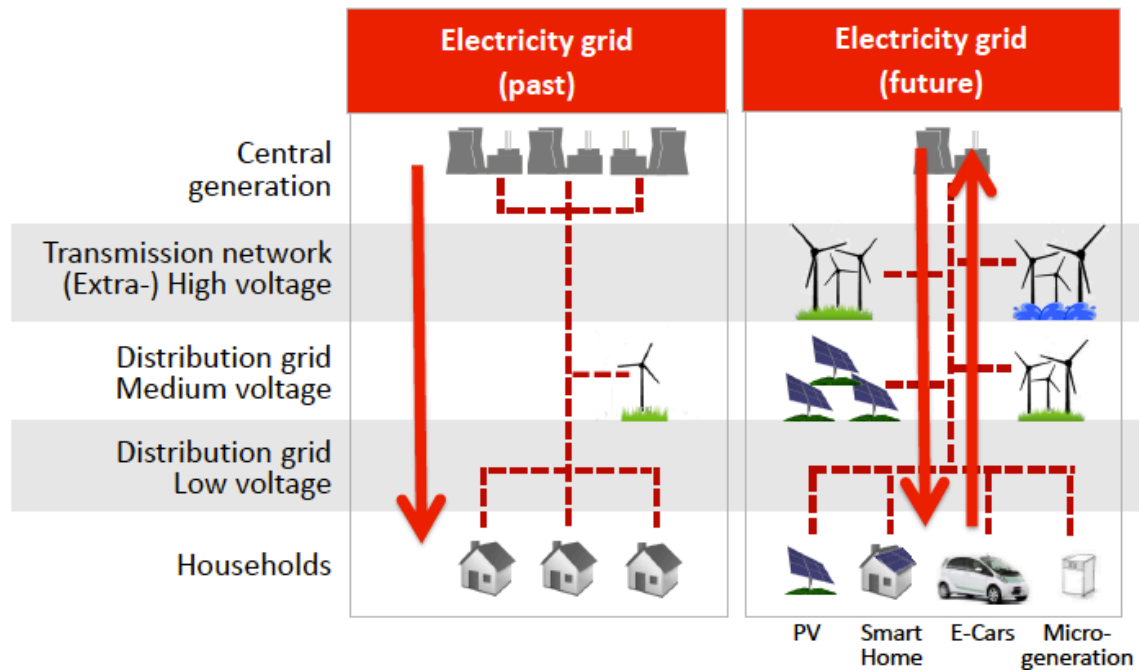 Electricity grid
(past)
Electricity grid
(future)
Central
generation
Transmission network
(Extra-) High voltage
Distribution grid
Medium voltage
Distribution grid
Low voltage
Households
PV
Smart
Home
E-Cars
Micro-
generation